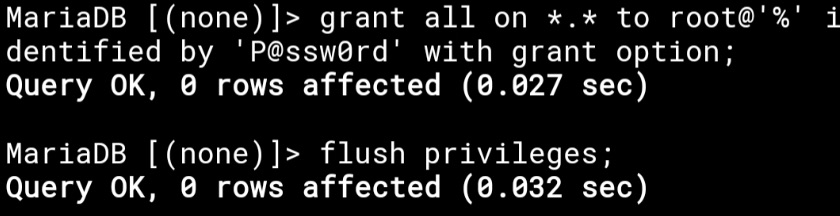 MariaDB [(none)]> grant all on *.* to root@'%' i
dentified by 'P@ssw0rd' with grant option;
Query OK, 0 rows affected (0.027 sec)
MariaDB [(none)]> flush privileges;
Query OK, 0 rows affected (0.032 sec)